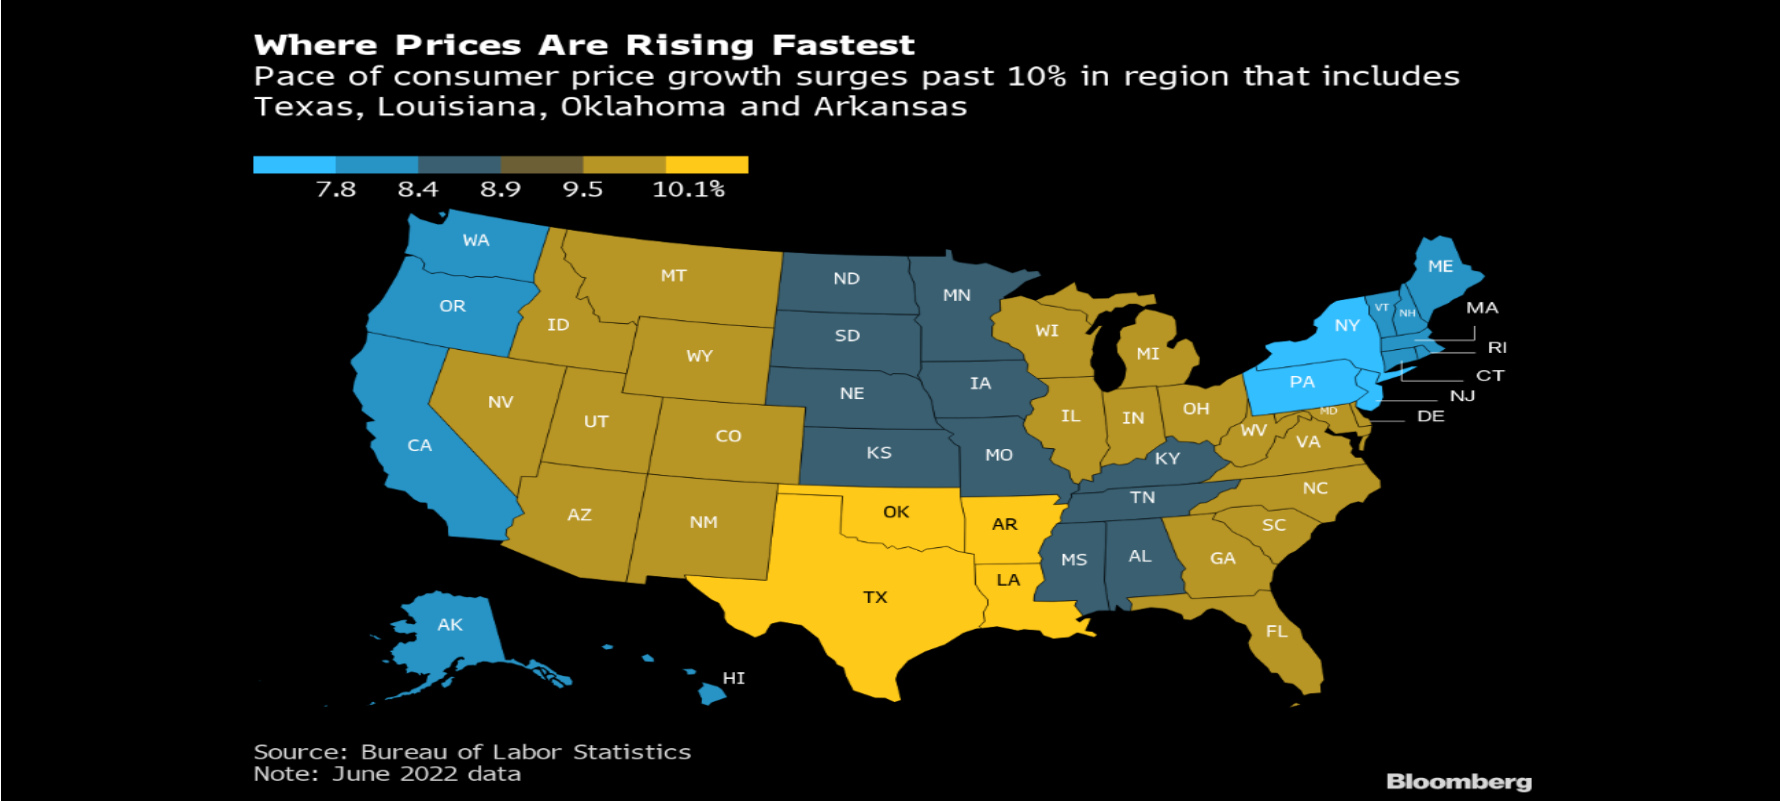 Where Prices Are Rising Fastest
Pace of consumer price growth surges past 10% in region that includes
Texas, Louisiana, Oklahoma and Arkansas
7.8 8.4 8.9 9.5 10.1%
WA
MT
ND
MN
ME
OR
ID
SD
WI
NY
VT
NH
MA
WY
MI
RI
NV
NE
IA
PA
CT
UT
CO
IL
IN
OH
MD
NJ
DE
CA
KS
MO
KY
WV
VA
AZ
NM
OK
AR
TN
NC
SC
MS
AL
GA
TX
LA
AK
FL
HI
Source: Bureau of Labor Statistics
Note: June 2022 data
Bloomberg